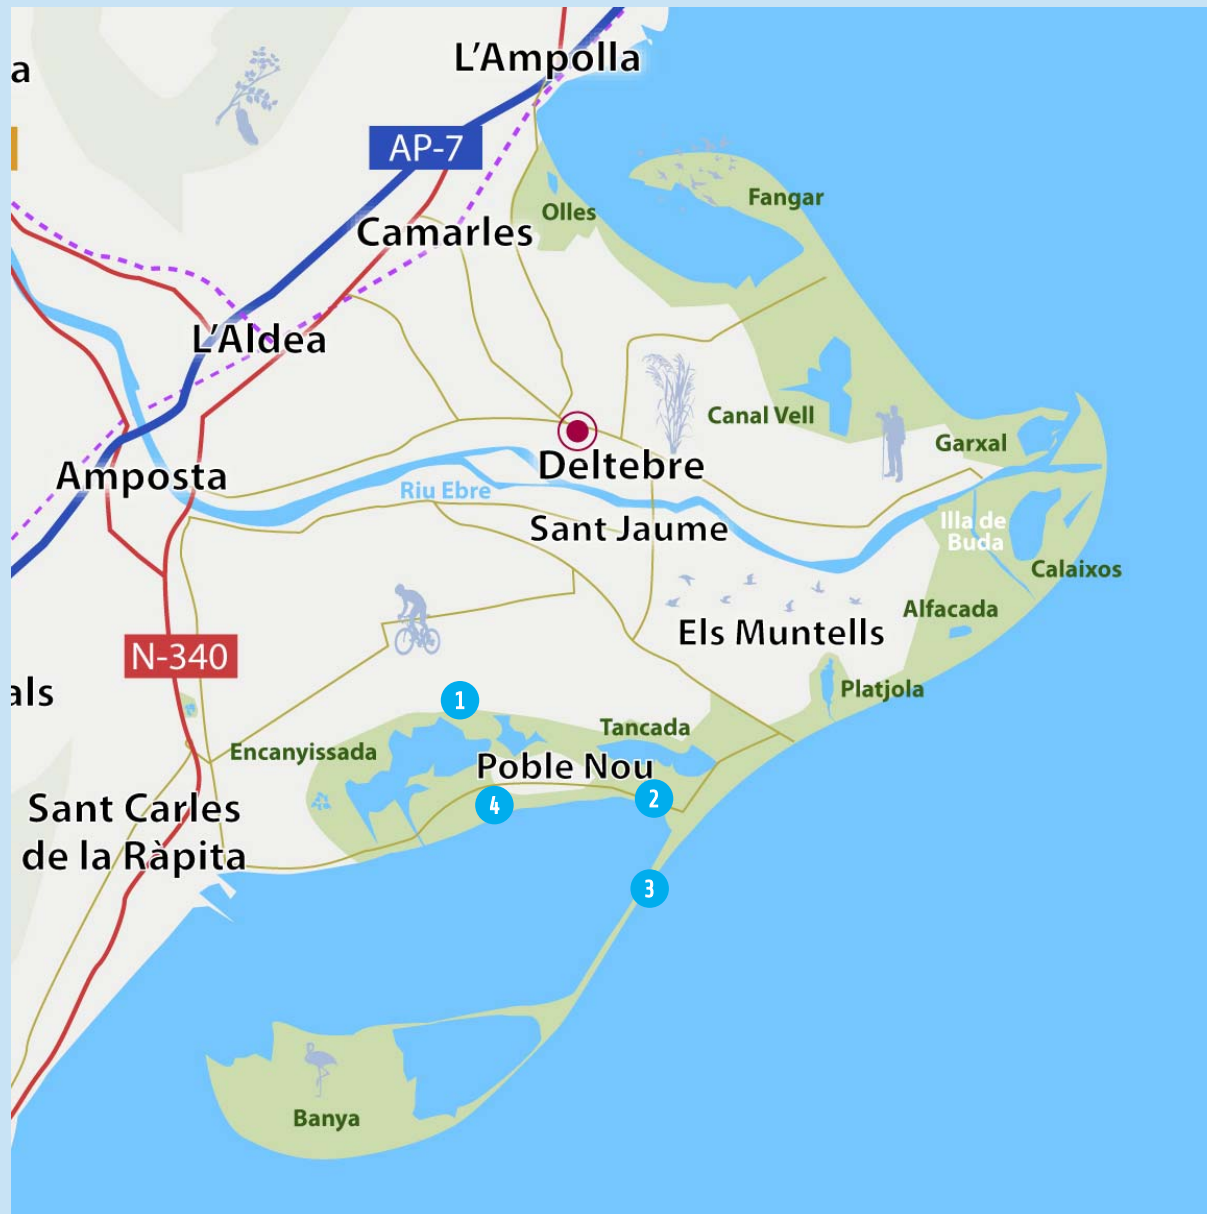 L'Ampolla
a
AP-7
Fangar
Olles
Camarles
L'Aldea
Canal Vell
Garxal
Deltebre
Amposta
Riu Ebre
Sant Jaume
Illa de
Buda
Calaixos
Alfacada
Els Muntells
N-340
Platjola
als
1
Tancada
Encanyissada
Poble Nou
2
4
Sant Carles
de la Ràpita
3
Banya